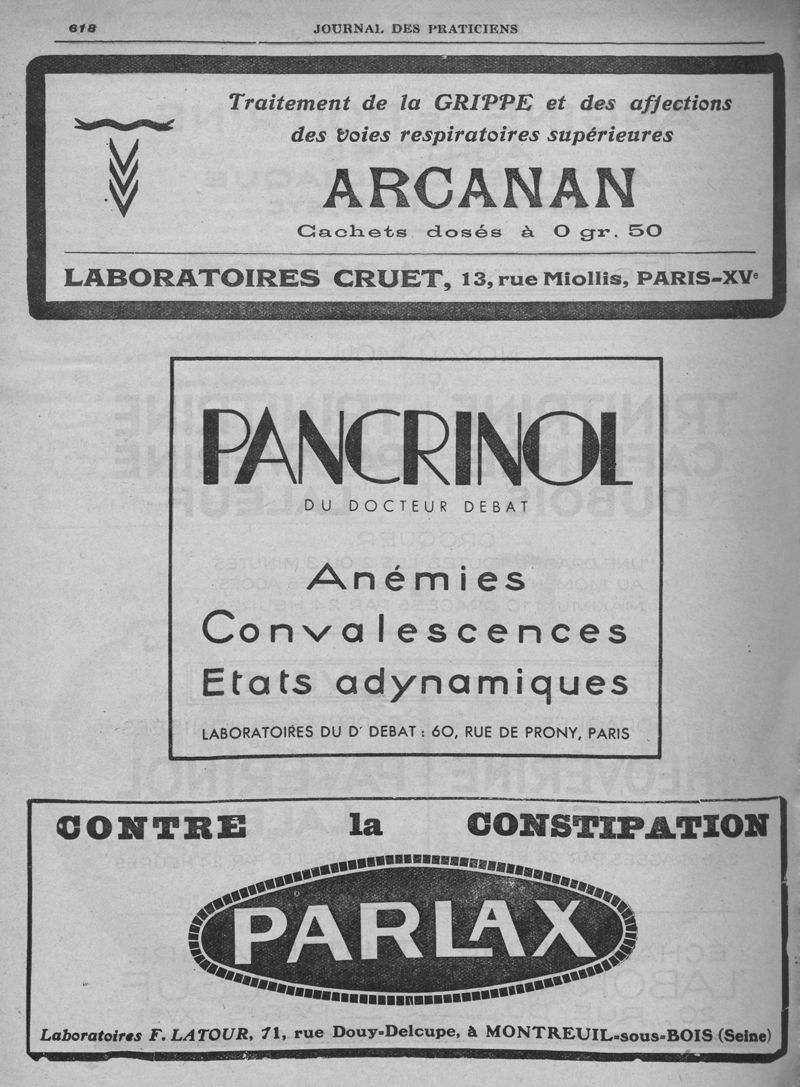 618
JOURNAL DES PRATICIENS
Traitement de la GRIPPE et des affections
des Voies respiratoires supérieures
ARCANAN
Cachets dosés à 0 gr. 50
LABORATOIRES CRUET, 13, rue Miollis, PARIS-XVe
PANCRINOL
DU DOCTEUR DEBAT
Anémies
Convalescences
Etats adynamiques
LABORATOIRES DU Dr DEBAT : 60, RUE DE PRONY, PARIS
CONTRE la CONSTIPATION
PARLAX
Laboratoires F. LATOUR, 71, rue Douy-Delcupe, à MONTREUIL-sous-BOIS (Seine)